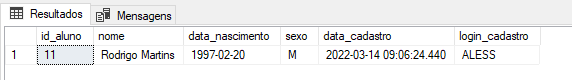 Resultados Mensagens
id_aluno nome data_nascimento sexo data_cadastro login_cadastro
1 11 Rodrigo Martins 1997-02-20 M 2022-03-14 09:06:24.440 ALESS